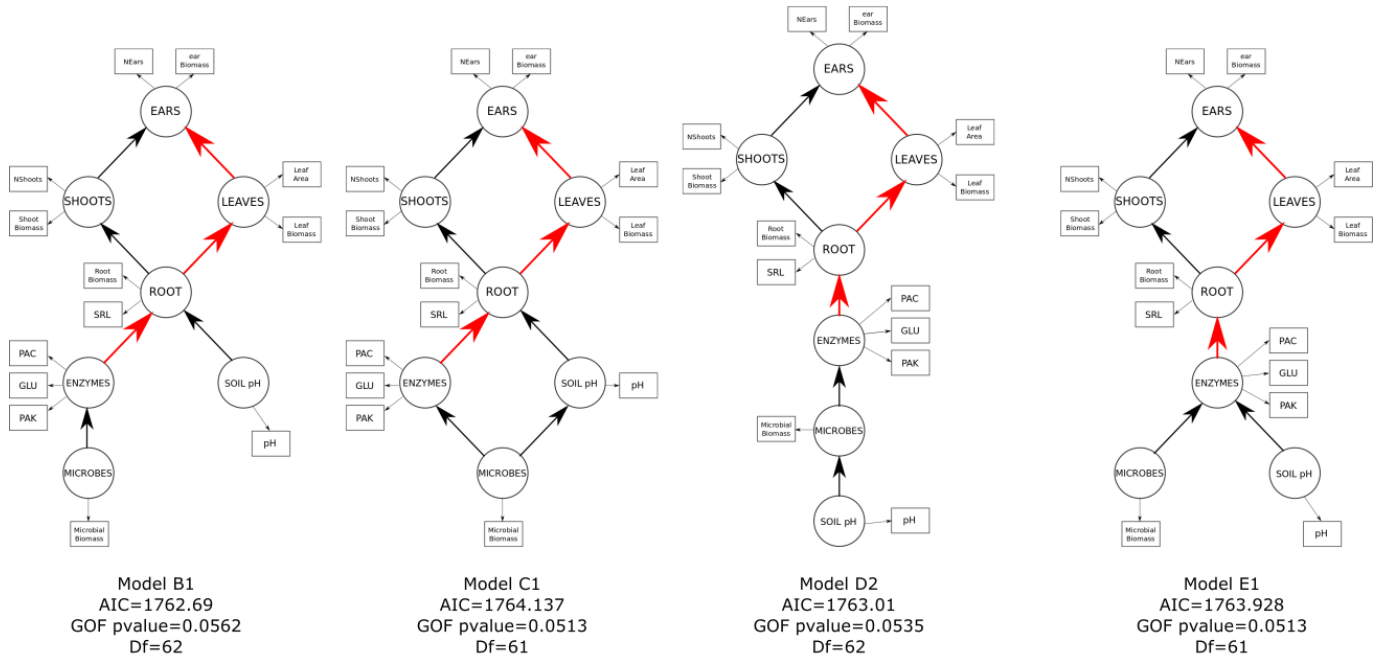 NEars
ear
Biomass
EARS
NShoots
SHOOTS
Shoot
Biomass
Leaf
Area
LEAVES
Leaf
Biomass
Root
Biomass
ROOT
SRL
PAC
GLU
ENZYMES
PAK
SOIL pH
pH
MICROBES
Microbial
Biomass
Model B1
AIC=1762.69
GOF pvalue=0.0562
Df=62
NEars
ear
Biomass
EARS
NShoots
SHOOTS
Shoot
Biomass
Leaf
Area
LEAVES
Leaf
Biomass
Root
Biomass
ROOT
SRL
PAC
GLU
ENZYMES
PAK
SOIL pH
pH
MICROBES
Microbial
Biomass
Model C1
AIC=1764.137
GOF pvalue=0.0513
Df=61
NEars
ear
Biomass
EARS
NShoots
SHOOTS
Shoot
Biomass
Leaf
Area
LEAVES
Leaf
Biomass
Root
Biomass
ROOT
SRL
PAC
GLU
ENZYMES
PAK
Microbial
Biomass
MICROBES
SOIL pH
pH
Model D2
AIC=1763.01
GOF pvalue=0.0535
Df=62
NEars
ear
Biomass
EARS
NShoots
SHOOTS
Shoot
Biomass
Leaf
Area
LEAVES
Leaf
Biomass
Root
Biomass
ROOT
SRL
PAC
GLU
ENZYMES
PAK
MICROBES
SOIL pH
Microbial
Biomass
pH
Model E1
AIC=1763.928
GOF pvalue=0.0513
Df=61